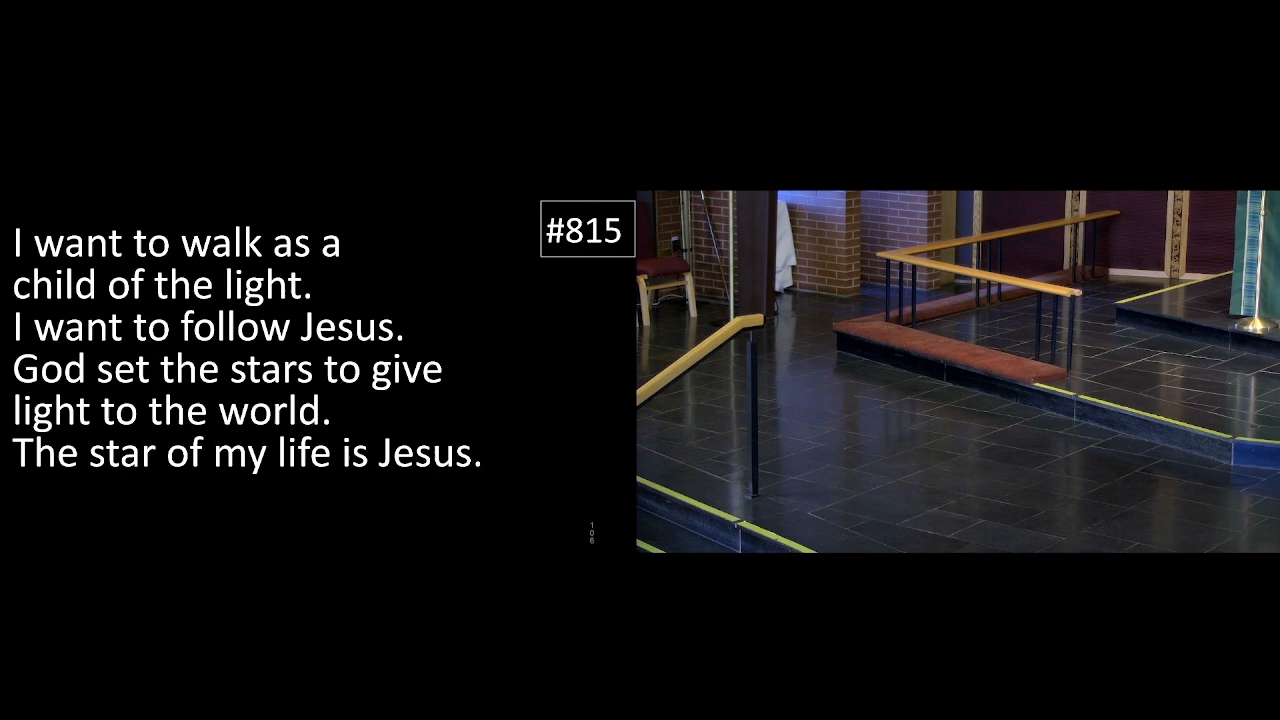 #815
I want to walk as a
child of the light.
I want to follow Jesus.
God set the stars to give
light to the world.
The star of my life is Jesus.
106